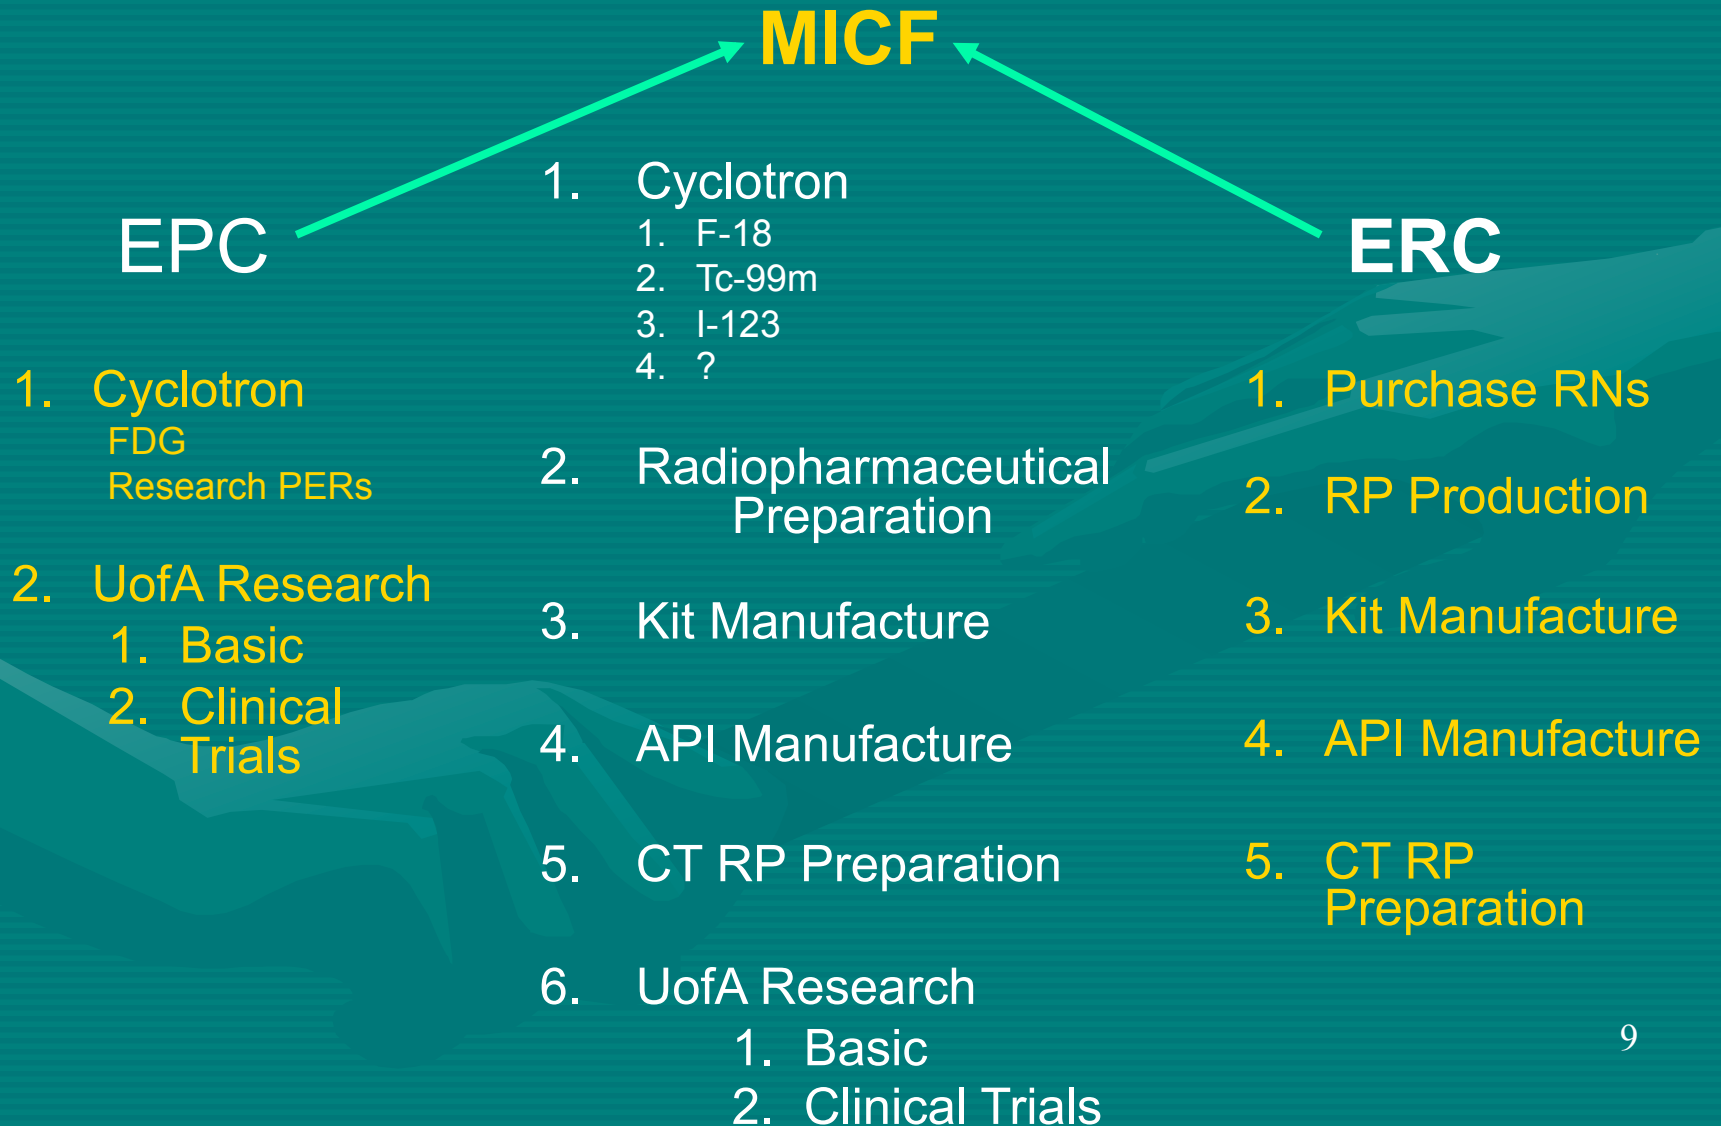 MICF
EPC
1. Cyclotron
FDG
Research PERs
2. UofA Research
1. Basic
2. Clinical
Trials
1. Cyclotron
1. F-18
2. Tc-99m
3. I-123
4. ?
2. Radiopharmaceutical
Preparation
3. Kit Manufacture
4. API Manufacture
5. CT RP Preparation
6. UofA Research
1. Basic
2. Clinical Trials
ERC
1. Purchase RNs
2. RP Production
3. Kit Manufacture
4. API Manufacture
5. CT RP
Preparation
9